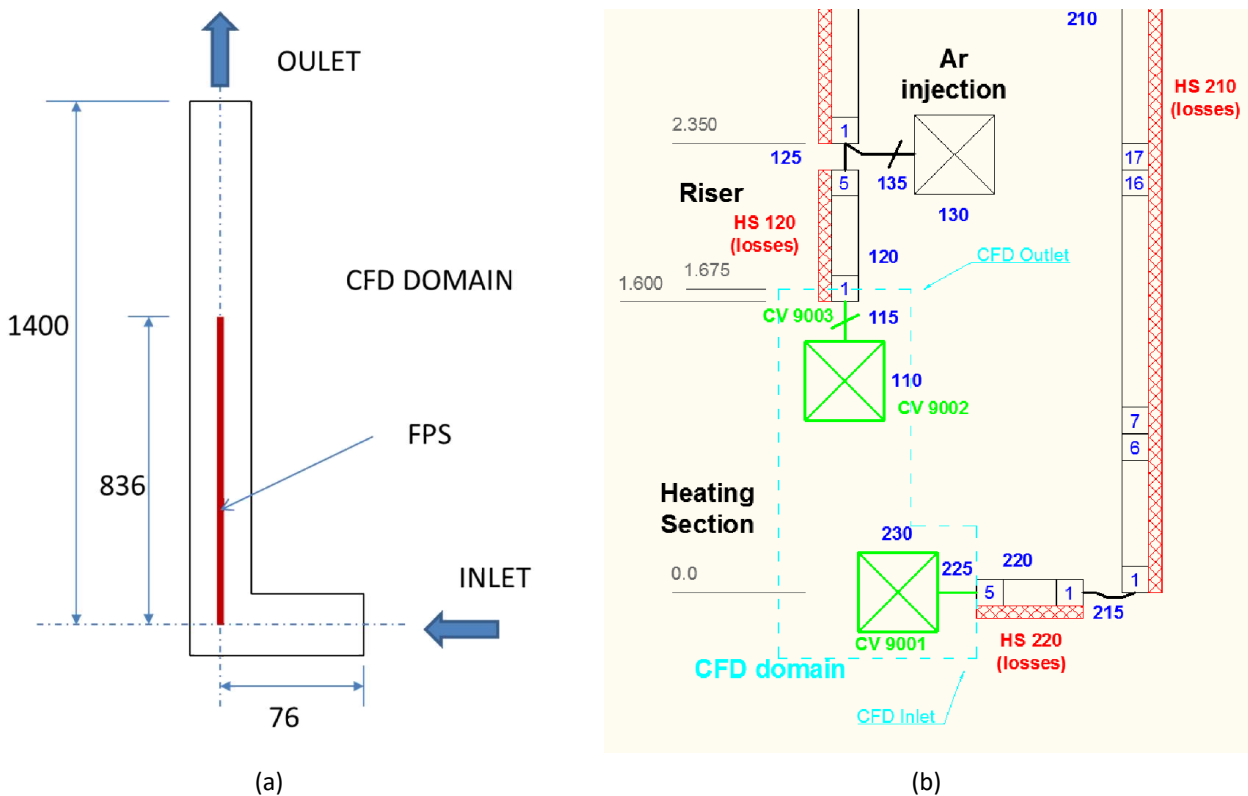 OULET
CFD DOMAIN
1400
836
FPS
INLET
76
(a)
210
Ar
injection
HS 210
(losses)
1
2.350
125
5
135
17
16
Riser
130
HS 120
(losses)
120
CFD Outlet
1.675
1.600
1
CV 9003
115
110
CV 9002
7
6
Heating
Section
230
225
220
0.0
5
1
1
215
CV 9001
HS 220
(losses)
CFD domain
CFD Inlet
(b)